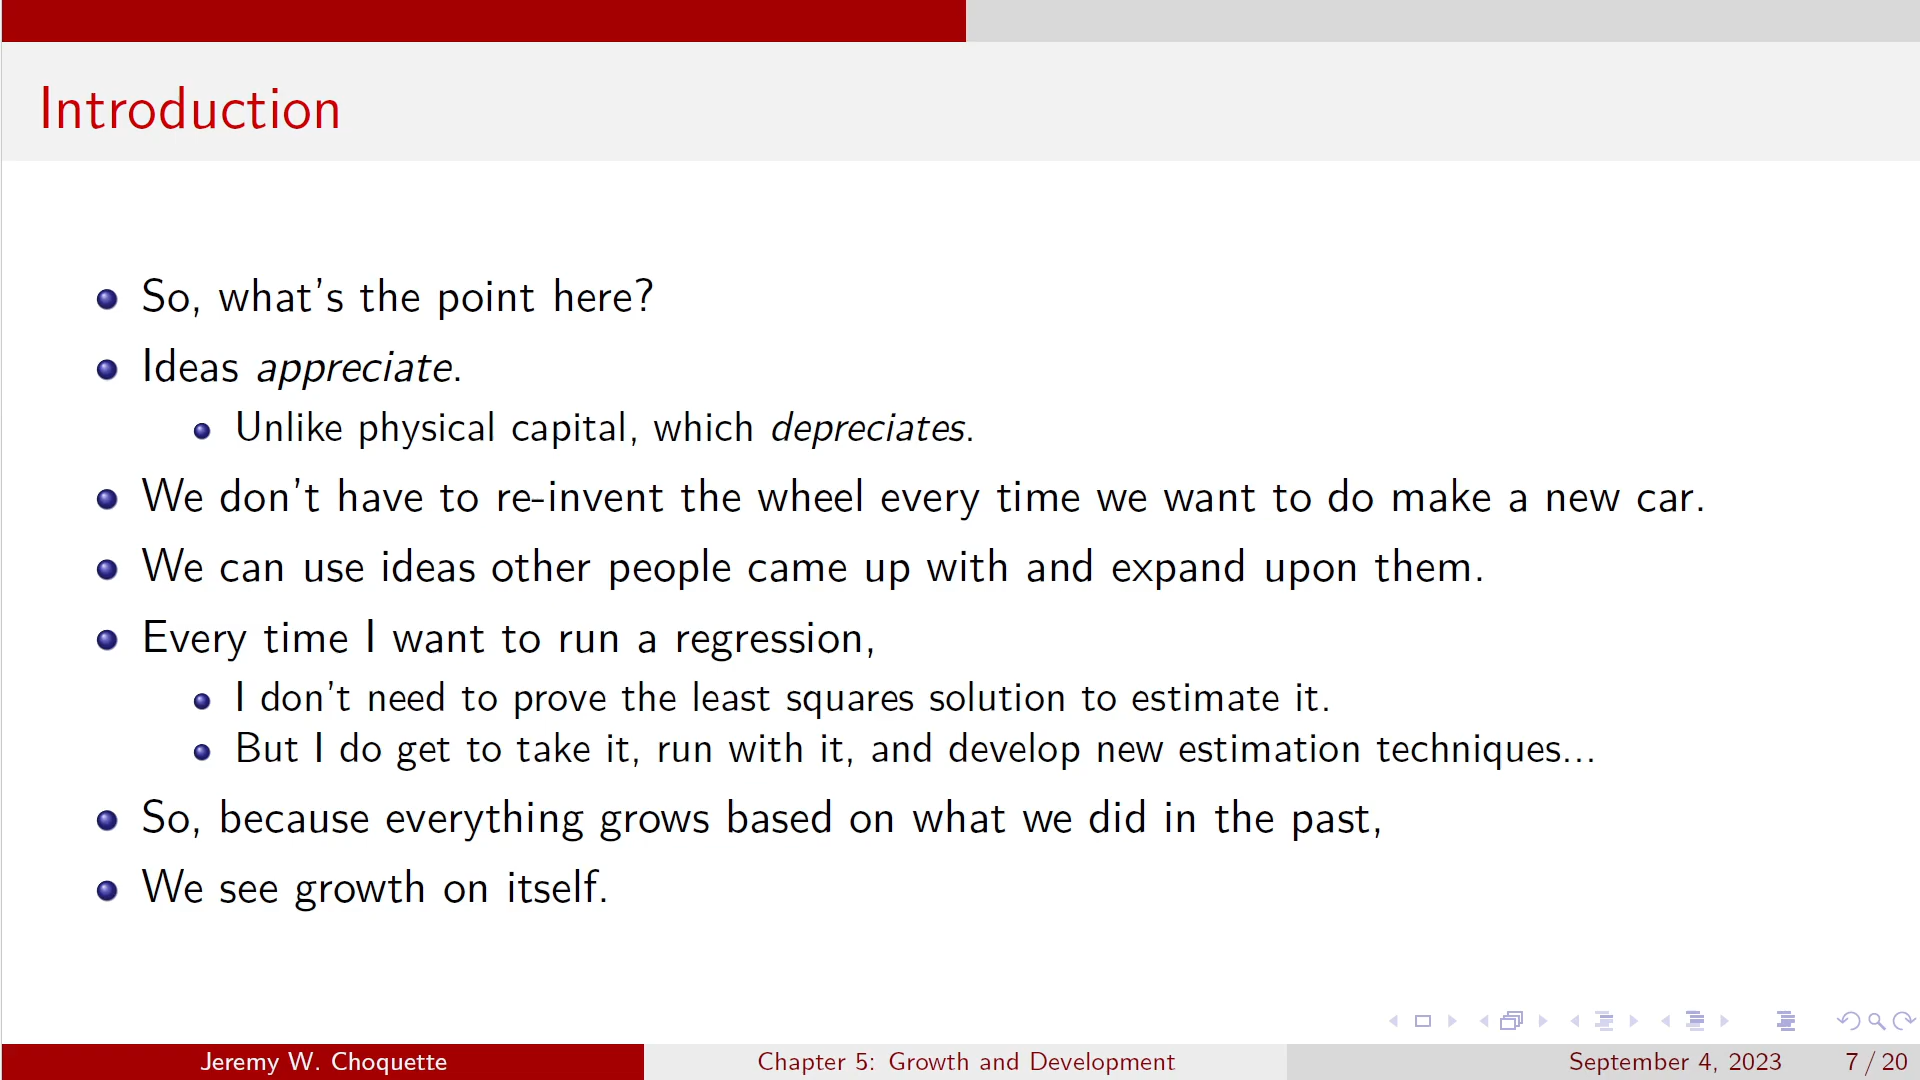 Introduction
So, what's the point here?
Ideas appreciate.
Unlike physical capital, which depreciates.
We don't have to re-invent the wheel every time we want to do make a new car.
We can use ideas other people came up with and expand upon them.
Every time I want to run a regression,
I don't need to prove the least squares solution to estimate it.
But I do get to take it, run with it, and develop new estimation techniques...
So, because everything grows based on what we did in the past,
We see growth on itself.
Jeremy W. Choquette Chapter 5: Growth and Development September 4, 2023 7 / 20